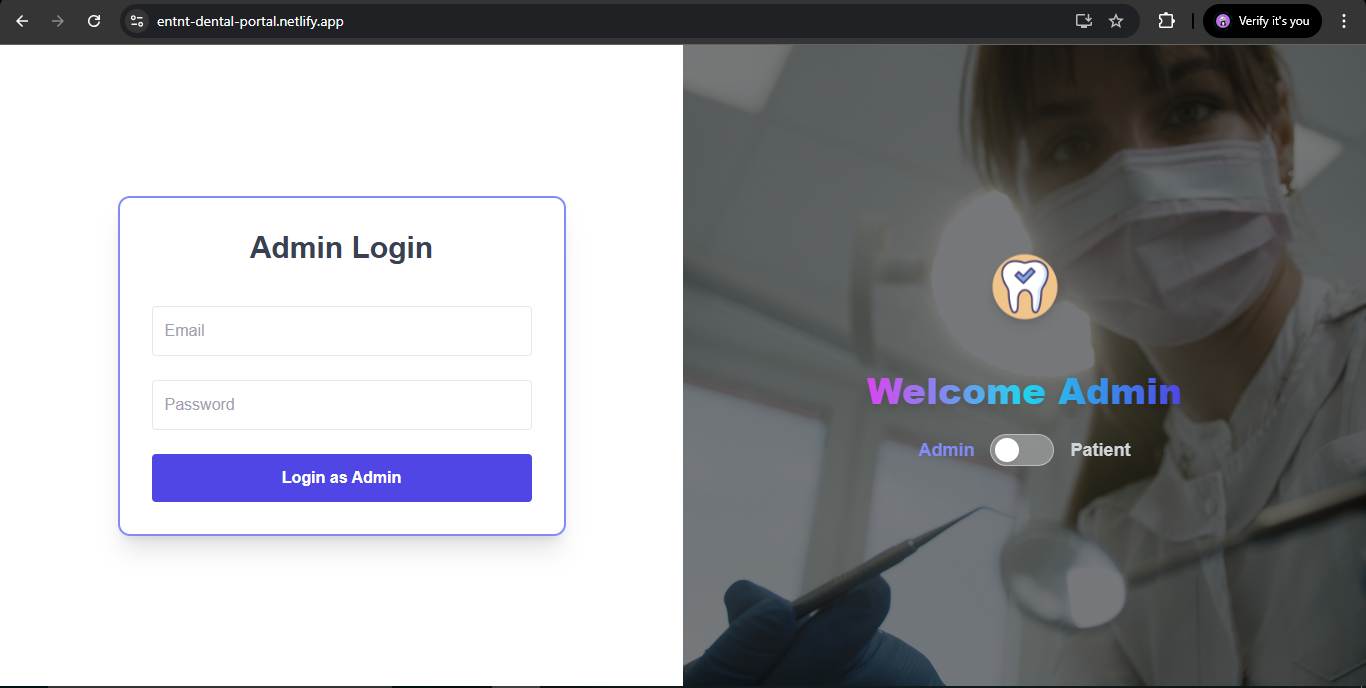 entnt-dental-portal.netlify.app
Verify it's you
Admin Login
Email
Password
Login as Admin
Welcome Admin
Admin
Patient